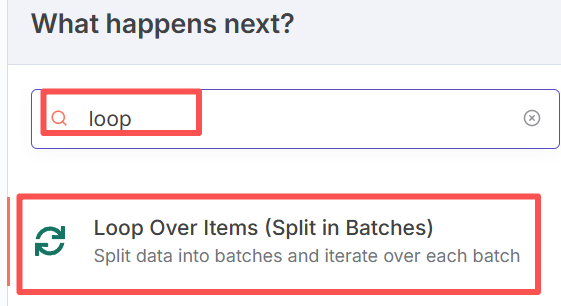 What happens next?
loop
Loop Over Items (Split in Batches)
Split data into batches and iterate over each batch